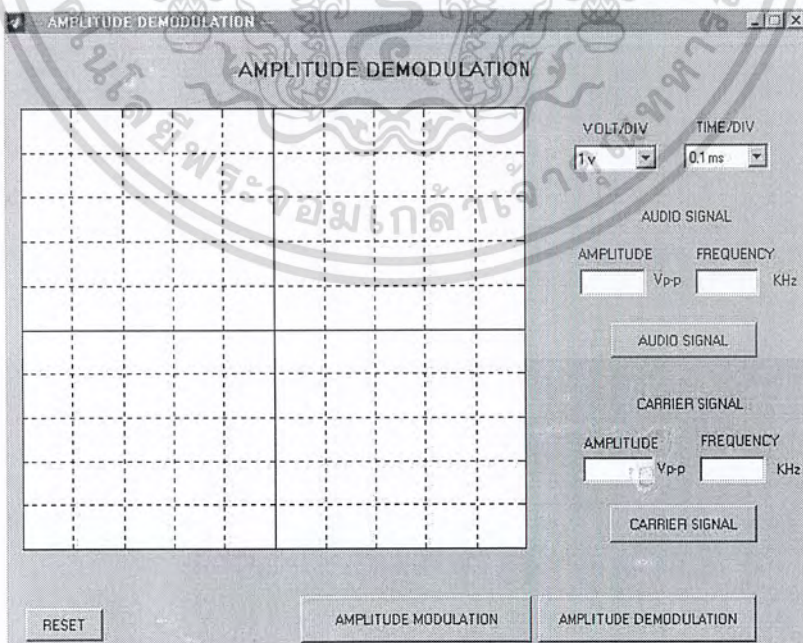 AMPLITUDE DEMODULATION
AMPLITUDE DEMODULATION
VOLT/DIV TIME/DIV
1 v 0.1 ms
AUDIO SIGNAL
AMPLITUDE FREQUENCY
Vp-p KHz
AUDIO SIGNAL
CARRIER SIGNAL
AMPLITUDE FREQUENCY
Vp-p KHz
CARRIER SIGNAL
RESET AMPLITUDE MODULATION AMPLITUDE DEMODULATION